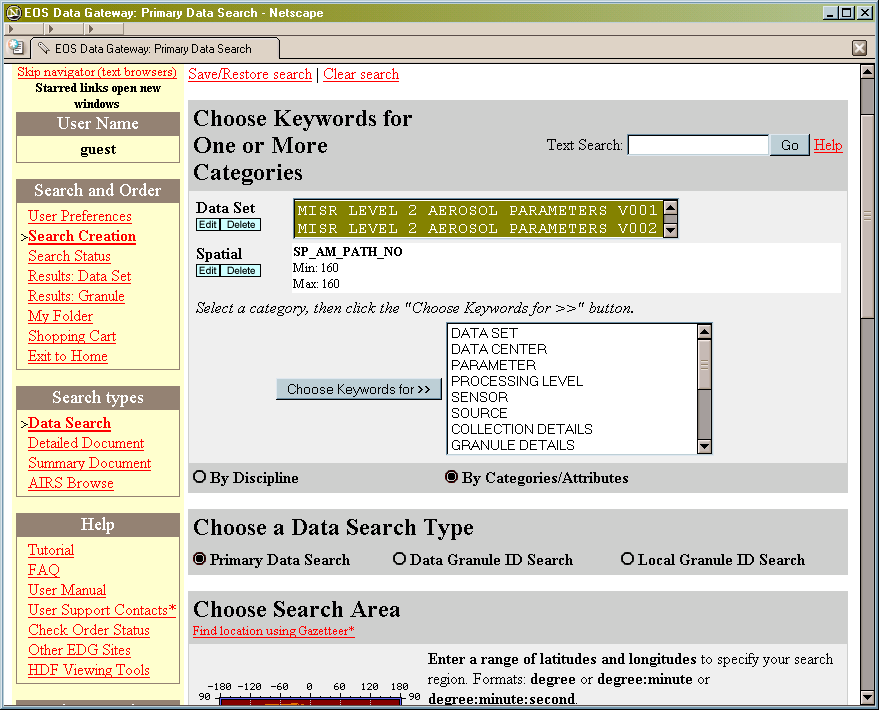 EOS Data Gateway: Primary Data Search - Netscape
EOS Data Gateway: Primary Data Search
Skip navigator (text browsers)
Starred links open new
windows
User Name
guest
Search and Order
User Preferences
>Search Creation
Search Status
Results: Data Set
Results: Granule
My Folder
Shopping Cart
Exit to Home
Search types
>Data Search
Detailed Document
Summary Document
AIRS Browse
Help
Tutorial
FAQ
User Manual
User Support Contacts*
Check Order Status
Other EDG Sites
HDF Viewing Tools
Save/Restore search | Clear search
Choose Keywords for
One or More
Categories
Text Search: Go Help
Data Set
Edit Delete
MISR LEVEL 2 AEROSOL PARAMETERS V001
MISR LEVEL 2 AEROSOL PARAMETERS V002
Spatial
Edit Delete
SP_AM_PATH_NO
Min: 160
Max: 160
Select a category, then click the "Choose Keywords for >>" button.
Choose Keywords for >>
DATA SET
DATA CENTER
PARAMETER
PROCESSING LEVEL
SENSOR
SOURCE
COLLECTION DETAILS
GRANULE DETAILS
By Discipline By Categories/Attributes
Choose a Data Search Type
Primary Data Search Data Granule ID Search Local Granule ID Search
Choose Search Area
Find location using Gazetteer*
-180 -120 -60 0 60 120 180
90 90
Enter a range of latitudes and longitudes to specify your search
region. Formats: degree or degree:minute or
degree:minute:second.